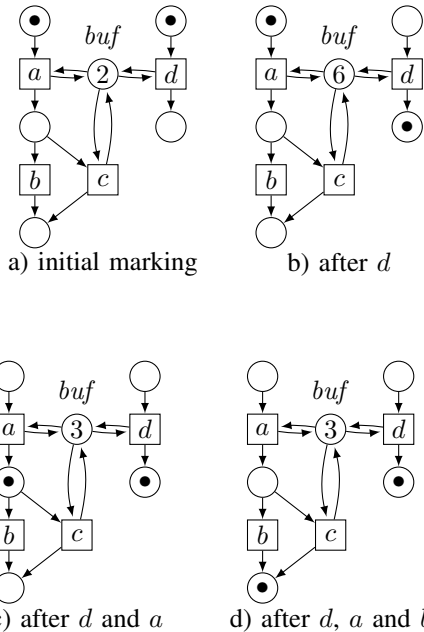 buf buf
a 2 d a 6 d
b c b c
a) initial marking b) after d
buf buf
a 3 d a 3 d
b c b c
c) after d and a d) after d, a and b